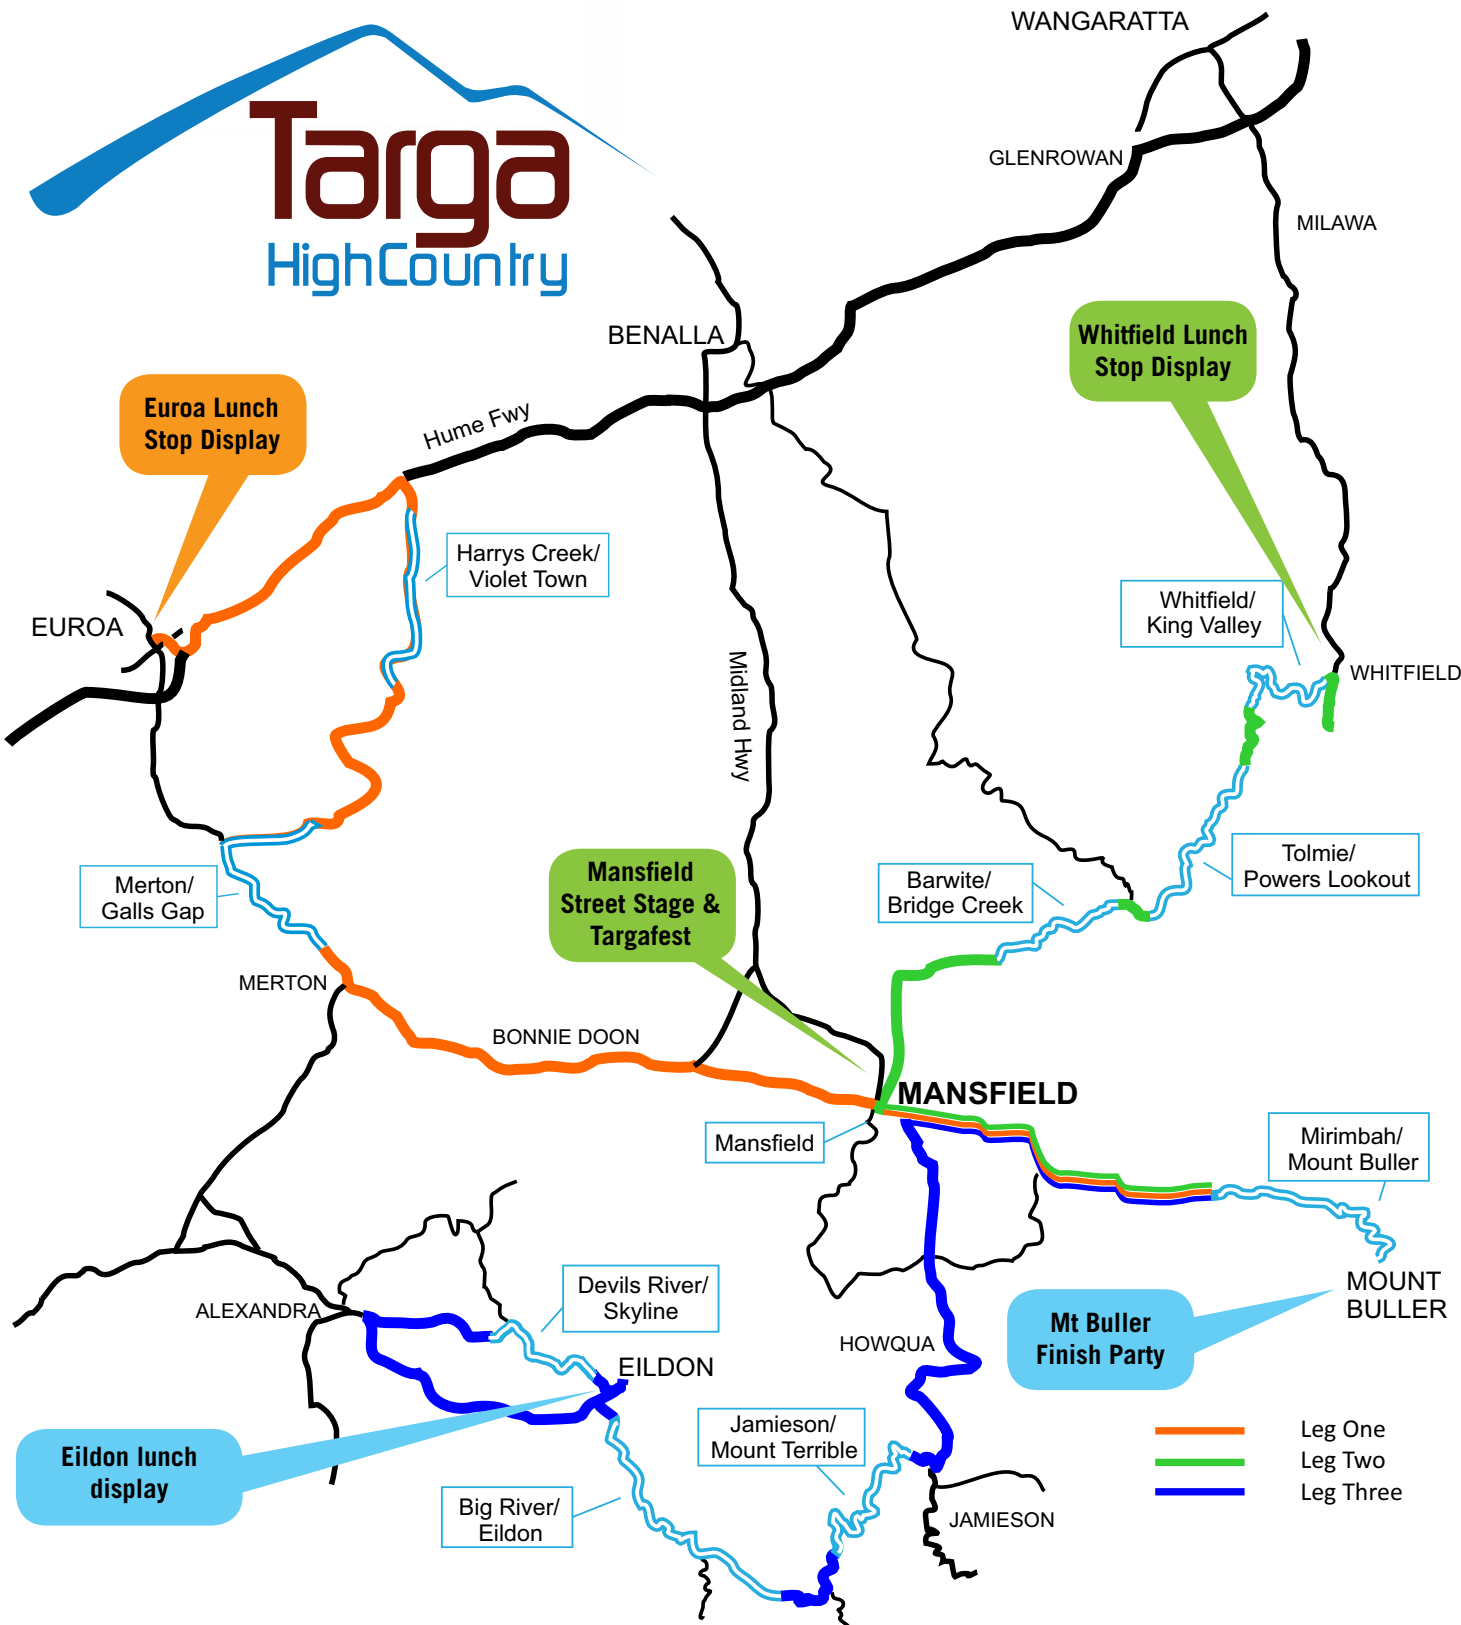 WANGARATTA
Targa
HighCountry
GLENROWAN
MILAWA
BENALLA
Whitfield Lunch
Stop Display
Euroa Lunch
Stop Display
Hume Fwy
Harrys Creek/
Violet Town
Whitfield/
King Valley
EUROA
WHITFIELD
Midland Hwy
Merton/
Galls Gap
Mansfield
Street Stage &
Targafest
Barwite/
Bridge Creek
Tolmie/
Powers Lookout
MERTON
BONNIE DOON
MANSFIELD
Mansfield
Mirimbah/
Mount Buller
MOUNT
BULLER
Devils River/
Skyline
ALEXANDRA
EILDON
HOWQUA
Mt Buller
Finish Party
Jamieson/
Mount Terrible
Eildon lunch
display
Big River/
Eildon
JAMIESON
Leg One
Leg Two
Leg Three